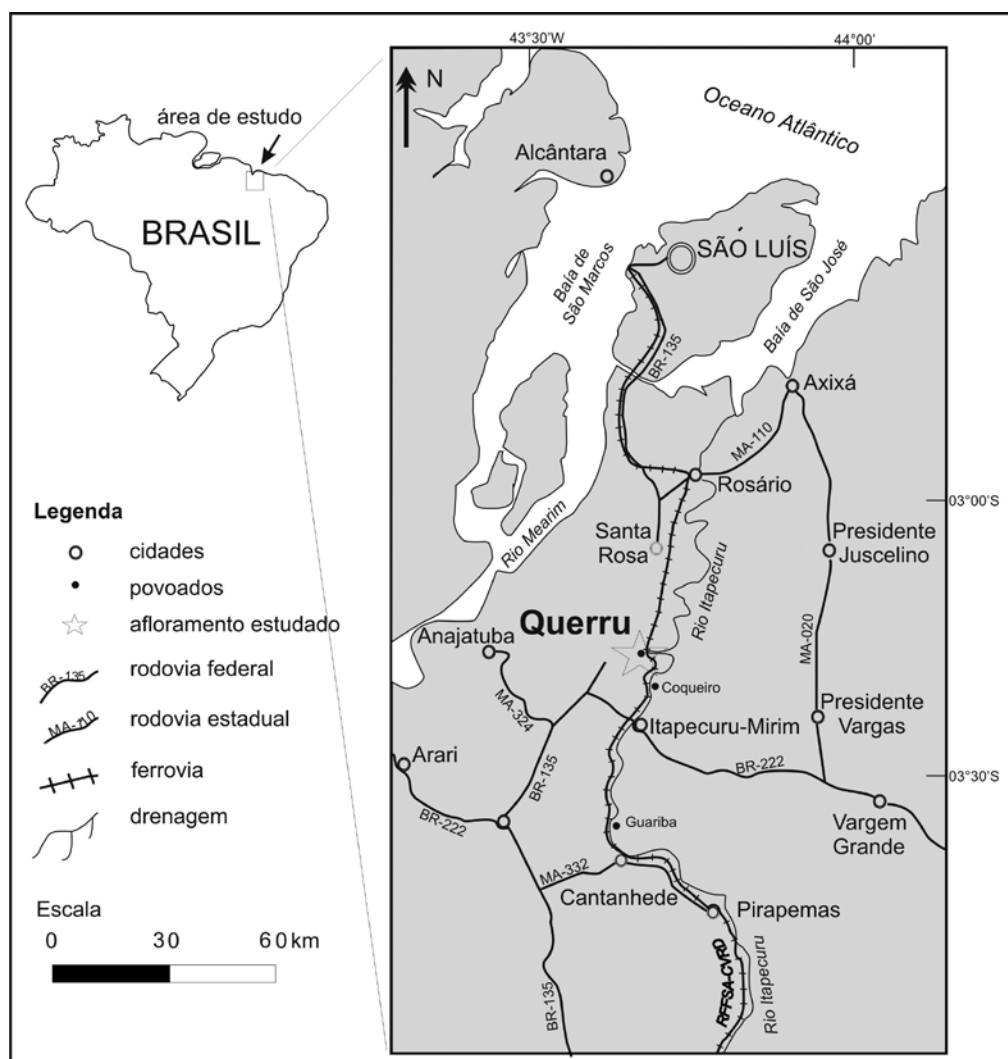 43°30'W
44°00'
N
Oceano Atlântico
área de estudo
Alcântara
BRASIL
SÃO LUÍS
Baía de
São Marcos
Baía de São José
BR-135
Axixá
MA-110
Rosário
03°00'S
Legenda
cidades
povoados
afloramento estudado
BR-135
rodovia federal
MA-110
rodovia estadual
ferrovia
drenagem
Escala
0 30 60 km
Rio Mearim
Santa
Rosa
Rio Itapecuru
Presidente
Juscelino
Querru
Anajatuba
Coqueiro
MA-020
MA-324
Itapecuru-Mirim
Presidente
Vargas
Arari
BR-135
BR-222
03°30'S
BR-222
Guariba
Vargem
Grande
MA-332
Cantanhede
Pirapemas
RFFSA-CVRD
Rio Itapecuru
BR-135